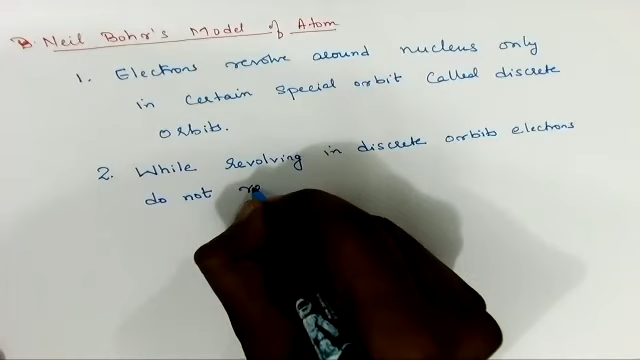 B. Neil Bohr's Model of Atom
1. Electrons revolve around nucleus only
in certain special orbit called discrete
orbits.
2. While revolving in discrete orbits electrons
do not re